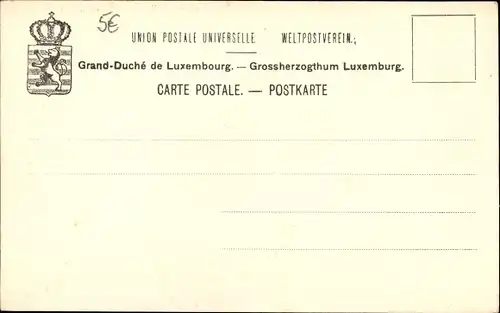 5€
UNION POSTALE UNIVERSELLE   WELTPOSTVEREIN.;
Grand-Duché de Luxembourg. — Grossherzogthum Luxemburg.
CARTE POSTALE. — POSTKARTE